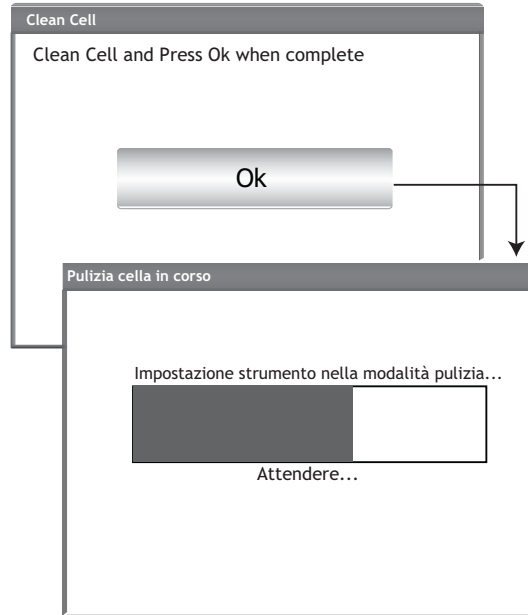 Clean Cell
Clean Cell and Press Ok when complete
Ok
Pulizia cella in corso
Impostazione strumento nella modalità pulizia...
Attendere...